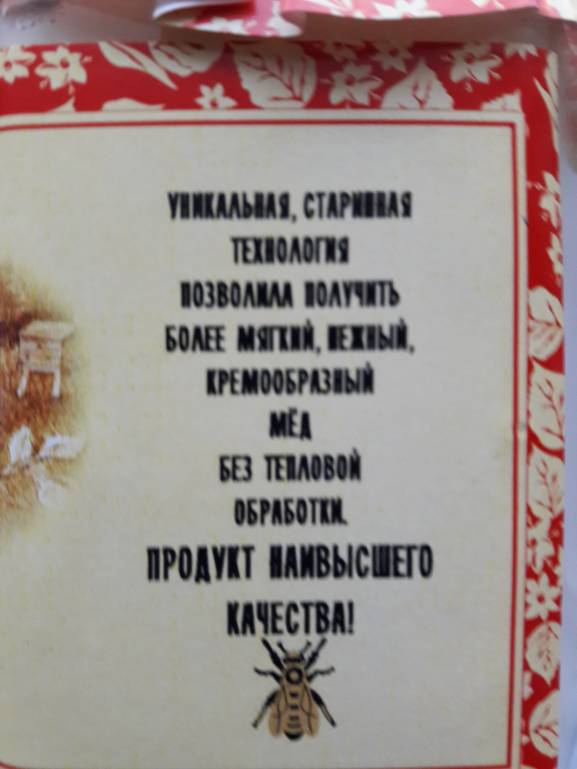 УНИКАЛЬНАЯ, СТАРИННАЯ
ТЕХНОЛОГИЯ
ПОЗВОЛИЛА ПОЛУЧИТЬ
БОЛЕЕ МЯГКИЙ, НЕЖНЫЙ,
КРЕМООБРАЗНЫЙ
МЁД
БЕЗ ТЕПЛОВОЙ
ОБРАБОТКИ.
ПРОДУКТ НАИВЫСШЕГО
КАЧЕСТВА!